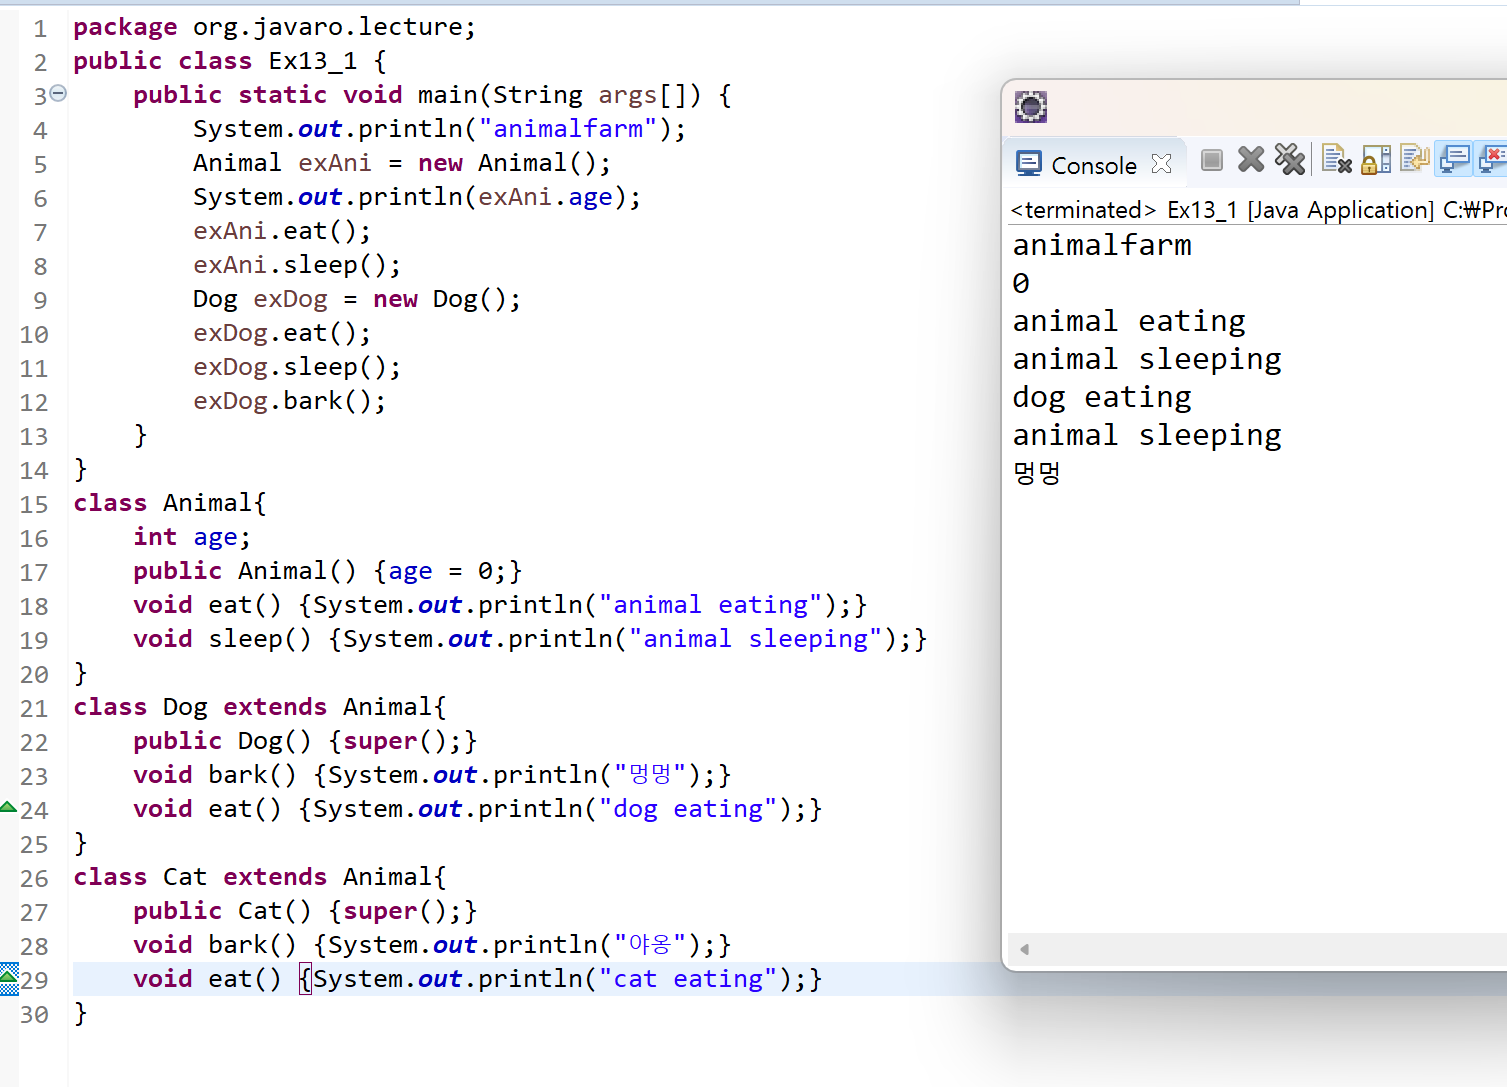 1 package org.javaro.lecture;
2 public class Ex13_1 {
3 public static void main(String args[]) {
4 System.out.println("animalfarm");
5 Animal exAni = new Animal();
6 System.out.println(exAni.age);
7 exAni.eat();
8 exAni.sleep();
9 Dog exDog = new Dog();
10 exDog.eat();
11 exDog.sleep();
12 exDog.bark();
13 }
14 }
15 class Animal{
16 int age;
17 public Animal() {age = 0;}
18 void eat() {System.out.println("animal eating");}
19 void sleep() {System.out.println("animal sleeping");}
20 }
21 class Dog extends Animal{
22 public Dog() {super();}
23 void bark() {System.out.println("멍멍");}
24 void eat() {System.out.println("dog eating");}
25 }
26 class Cat extends Animal{
27 public Cat() {super();}
28 void bark() {System.out.println("야옹");}
29 void eat() {System.out.println("cat eating");}
30 }
Console
<terminated> Ex13_1 [Java Application] C:₩Pro
animalfarm
0
animal eating
animal sleeping
dog eating
animal sleeping
멍멍